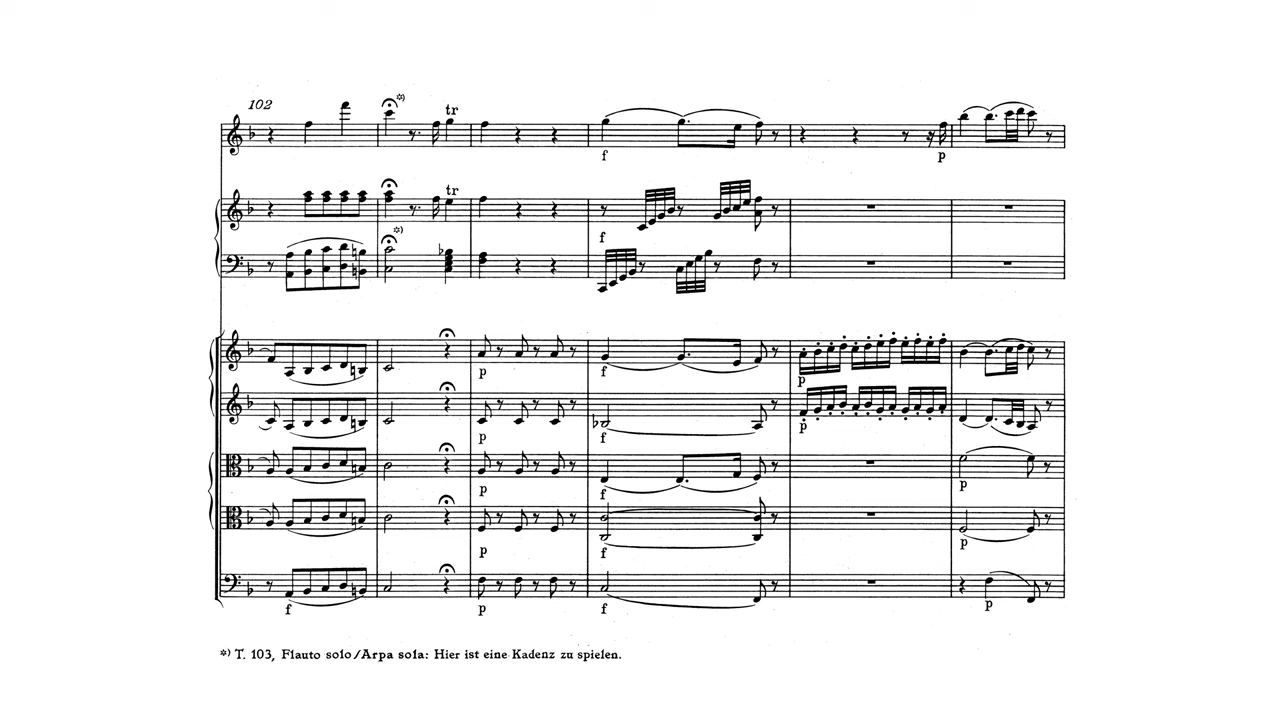 102
*)
tr
f
p
tr
*)
f
p
f
p
p
f
p
p
f
p
p
f
p
f
p
f
p
*) T. 103, Flauto solo/Arpa sola: Hier ist eine Kadenz zu spielen.